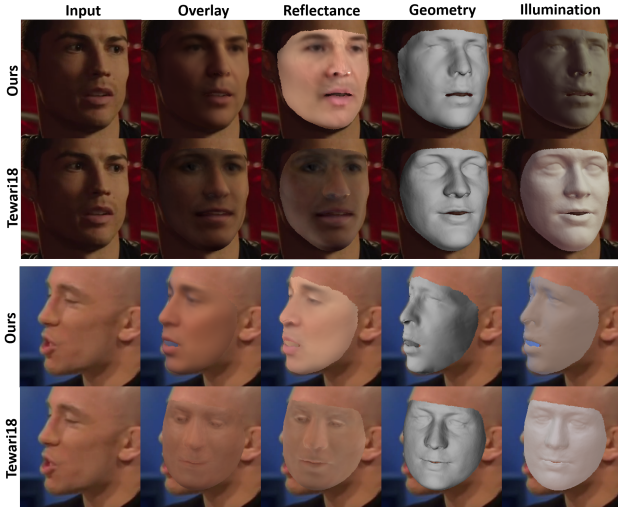 Input Overlay Reflectance Geometry Illumination
Ours
Tewari18
Ours
Tewari18